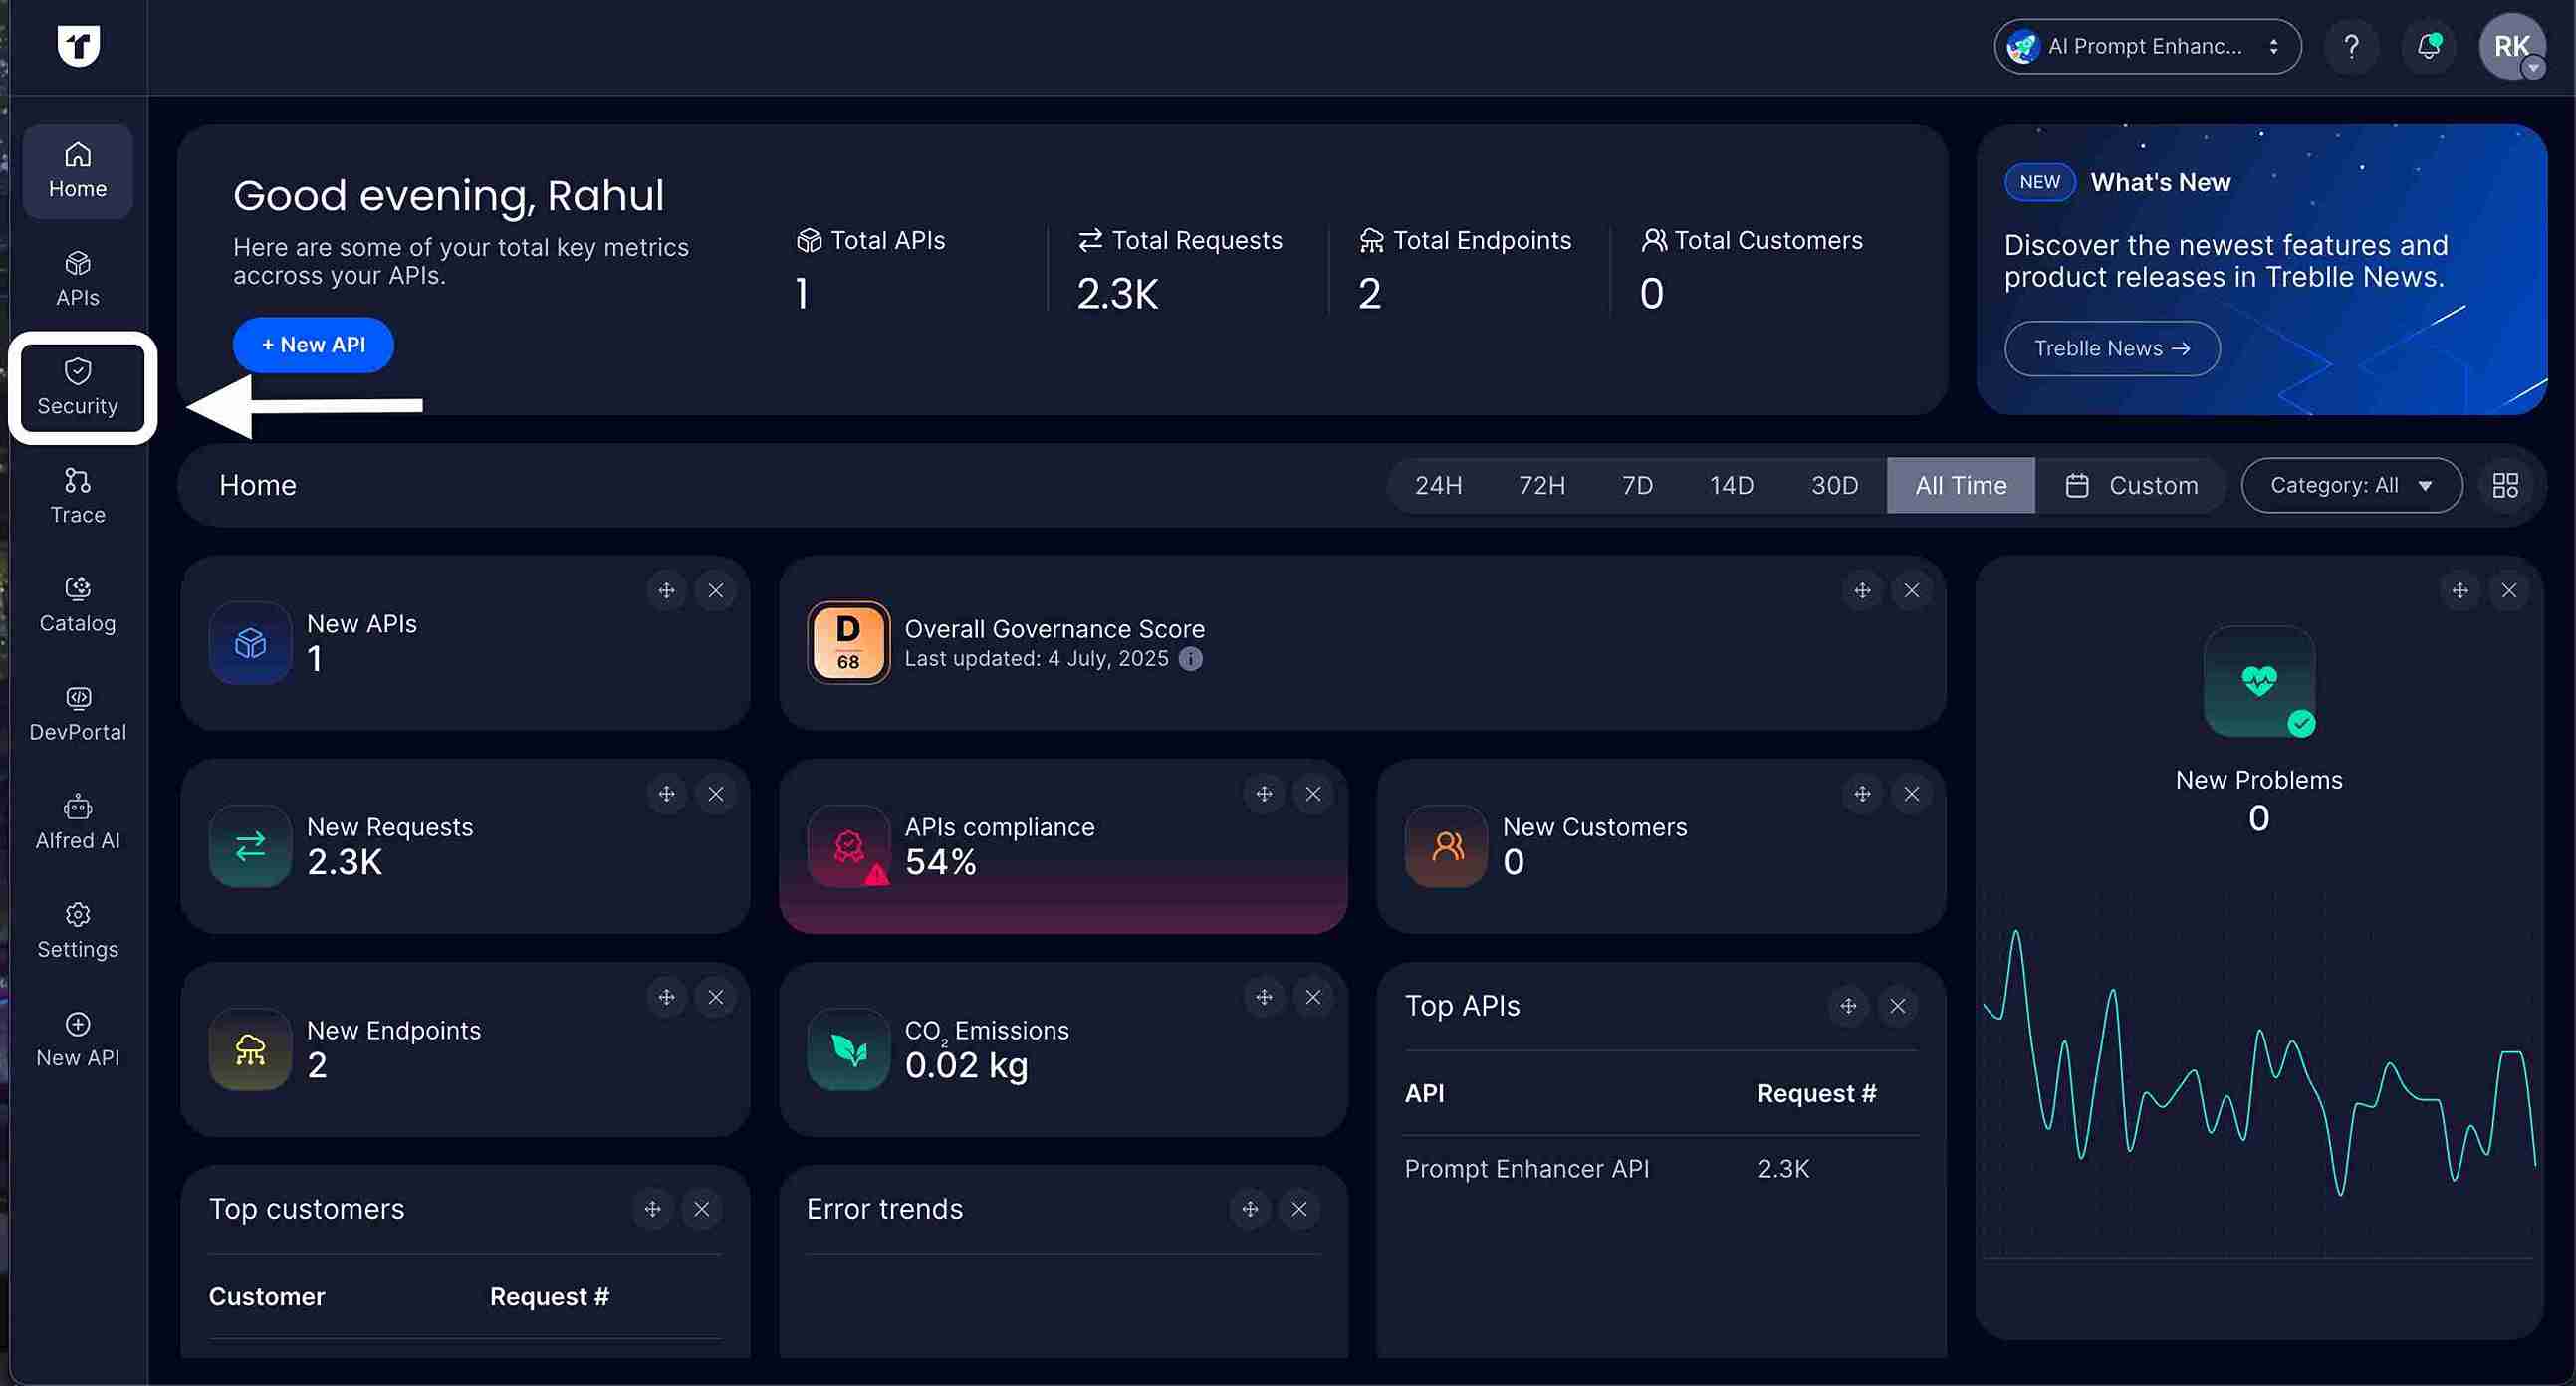 AI Prompt Enhanc...
?
RK
Home
APIs
Security
Trace
Catalog
DevPortal
Alfred AI
Settings
New API
Good evening, Rahul
Here are some of your total key metrics
accross your APIs.
+ New API
Total APIs
1
Total Requests
2.3K
Total Endpoints
2
Total Customers
0
NEW What's New
Discover the newest features and
product releases in Treblle News.
Treblle News →
Home
24H 72H 7D 14D 30D All Time Custom
Category: All
New APIs
1
D
68
Overall Governance Score
Last updated: 4 July, 2025
New Problems
0
New Requests
2.3K
APIs compliance
54%
New Customers
0
New Endpoints
2
CO₂ Emissions
0.02 kg
Top APIs
API Request #
Prompt Enhancer API 2.3K
Top customers
Customer Request #
Error trends